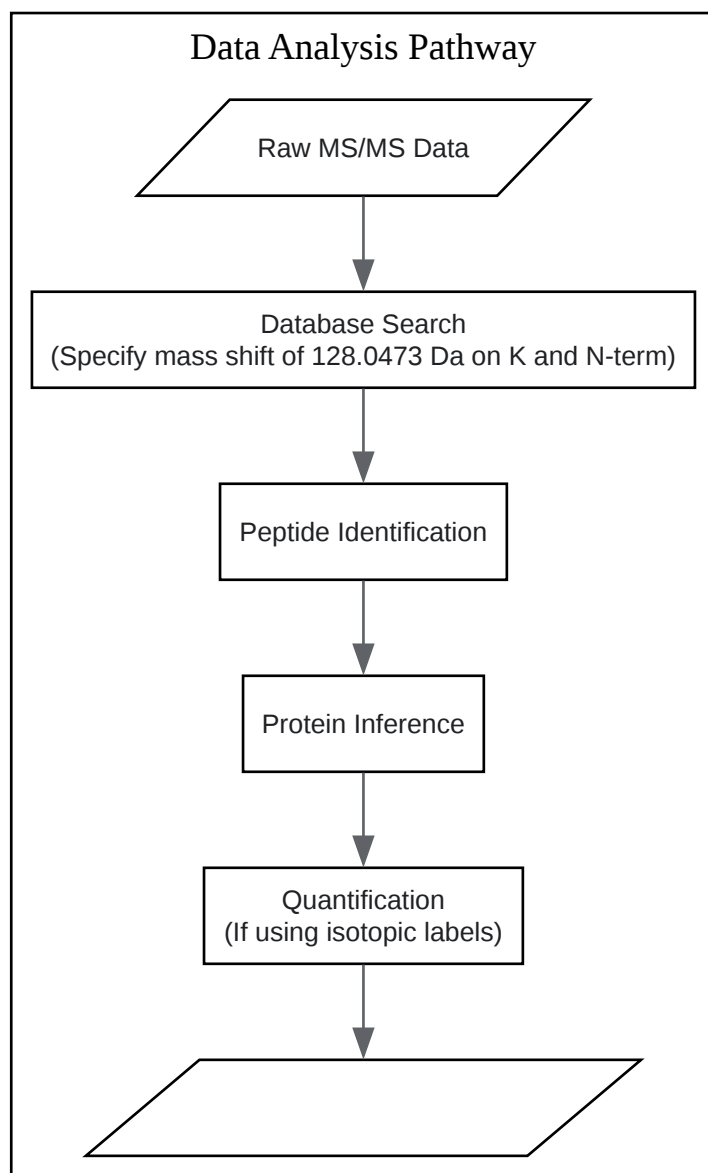 Data Analysis Pathway
Raw MS/MS Data
Database Search
(Specify mass shift of 128.0473 Da on K and N-term)
Peptide Identification
Protein Inference
Quantification
(If using isotopic labels)